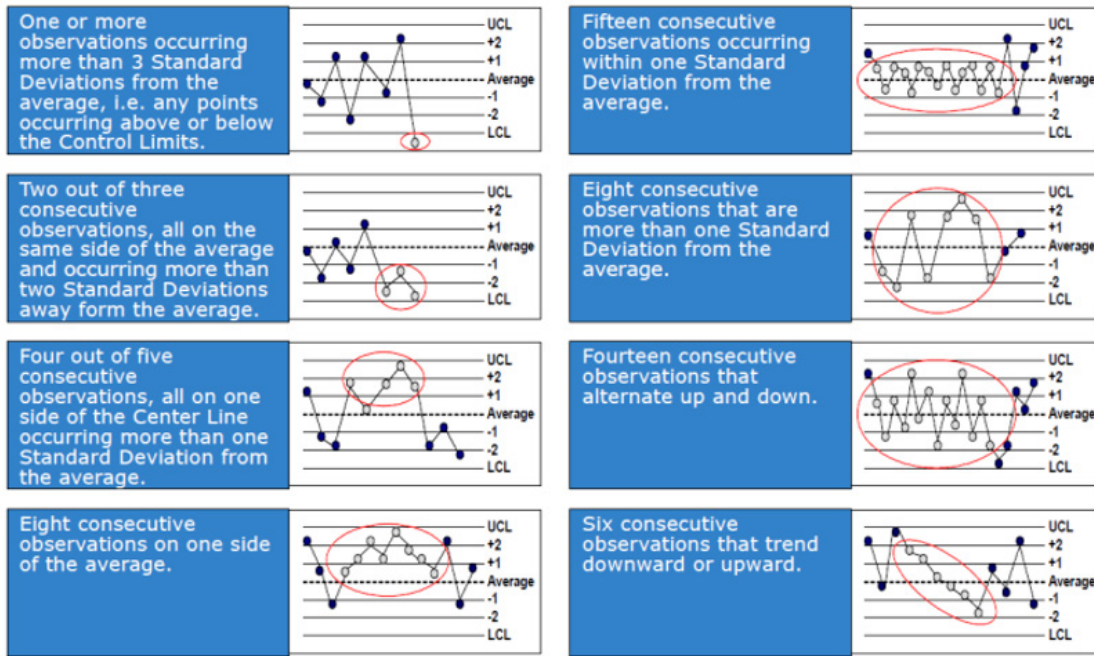 One or more
observations occurring
more than 3 Standard
Deviations from the
average, i.e. any points
occurring above or below
the Control Limits.
UCL
+2
+1
Average
-1
-2
LCL
Fifteen consecutive
observations occurring
within one Standard
Deviation from the
average.
UCL
+2
+1
Average
-1
-2
LCL
Two out of three
consecutive
observations, all on the
same side of the average
and occurring more than
two Standard Deviations
away form the average.
UCL
+2
+1
Average
-1
-2
LCL
Eight consecutive
observations that are
more than one Standard
Deviation from the
average.
UCL
+2
+1
Average
-1
-2
LCL
Four out of five
consecutive
observations, all on one
side of the Center Line
occurring more than one
Standard Deviation from
the average.
UCL
+2
+1
Average
-1
-2
LCL
Fourteen consecutive
observations that
alternate up and down.
UCL
+2
+1
Average
-1
-2
LCL
Eight consecutive
observations on one side
of the average.
UCL
+2
+1
Average
-1
-2
LCL
Six consecutive
observations that trend
downward or upward.
UCL
+2
+1
Average
-1
-2
LCL